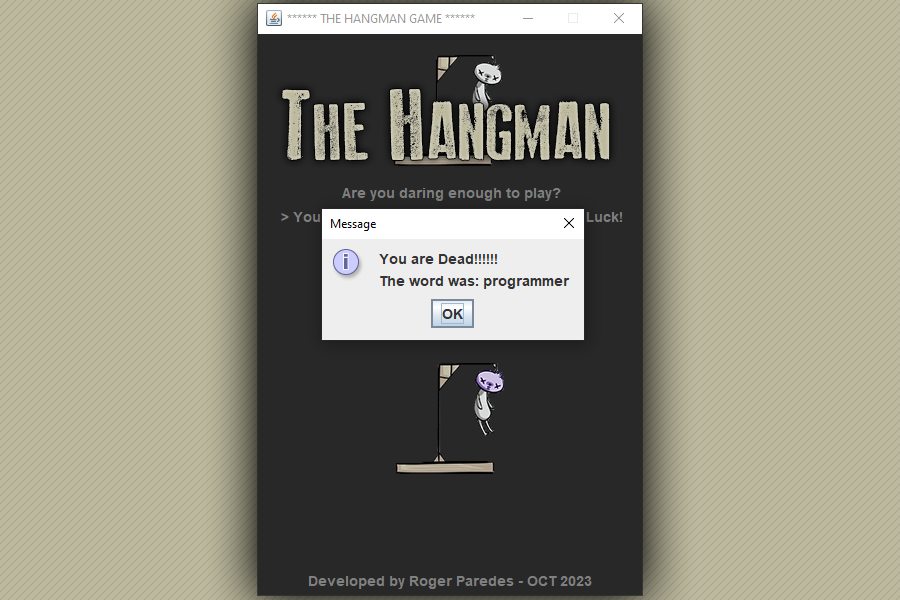 ****** THE HANGMAN GAME ******
THE HANGMAN
Are you daring enough to play?
> You
Luck!
Message
You are Dead!!!!!!
The word was: programmer
OK
Developed by Roger Paredes - OCT 2023